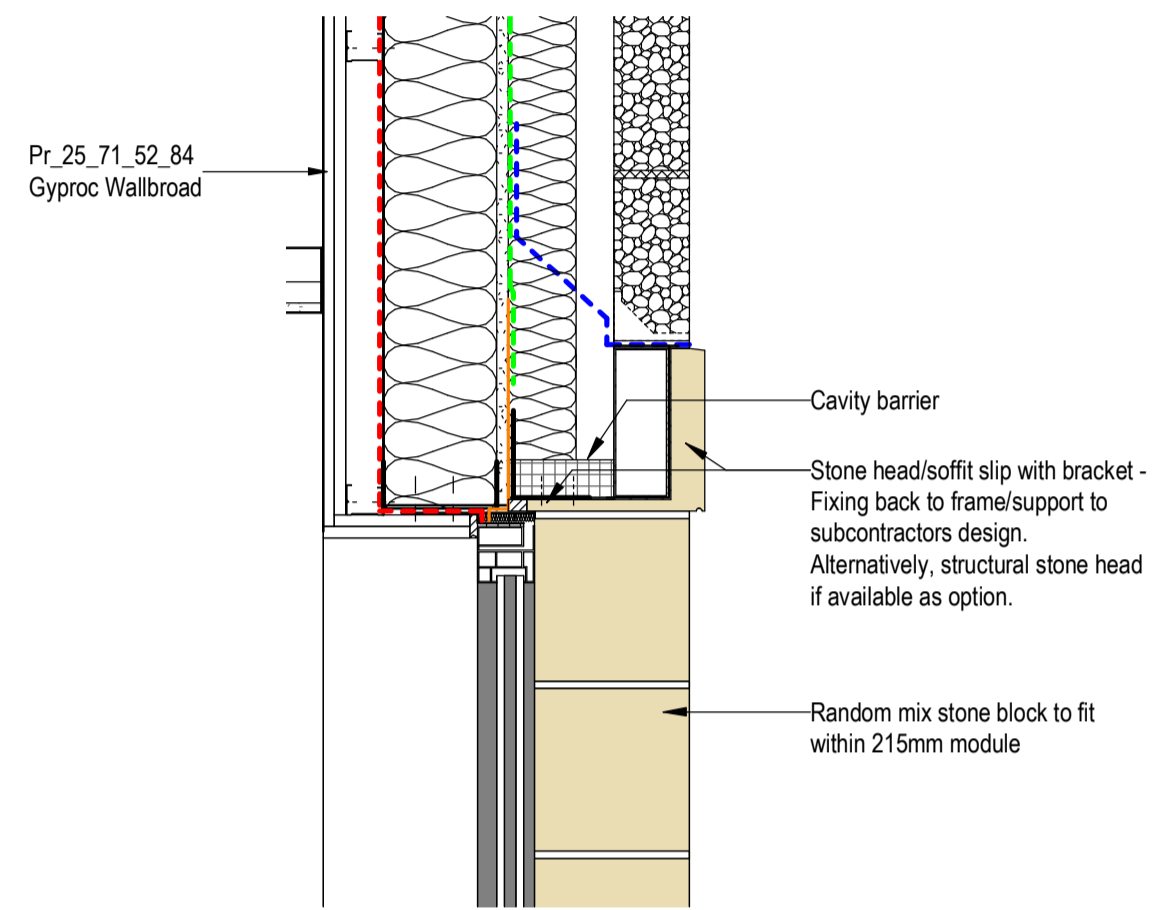 Pr_25_71_52_84
Gyproc Wallbroad
Cavity barrier
Stone head/soffit slip with bracket -
Fixing back to frame/support to
subcontractors design.
Alternatively, structural stone head
if available as option.
Random mix stone block to fit
within 215mm module